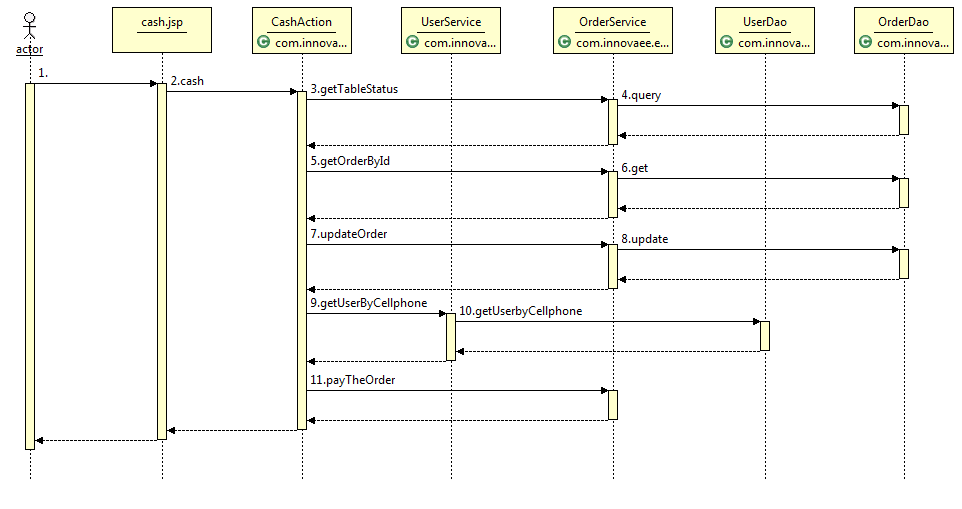 actor
cash.jsp
CashAction
com.innova...
UserService
com.innova...
OrderService
com.innovaee.e...
UserDao
com.innova...
OrderDao
com.innova...
1.
2.cash
3.getTableStatus
4.query
5.getOrderById
6.get
7.updateOrder
8.update
9.getUserByCellphone
10.getUserbyCellphone
11.payTheOrder